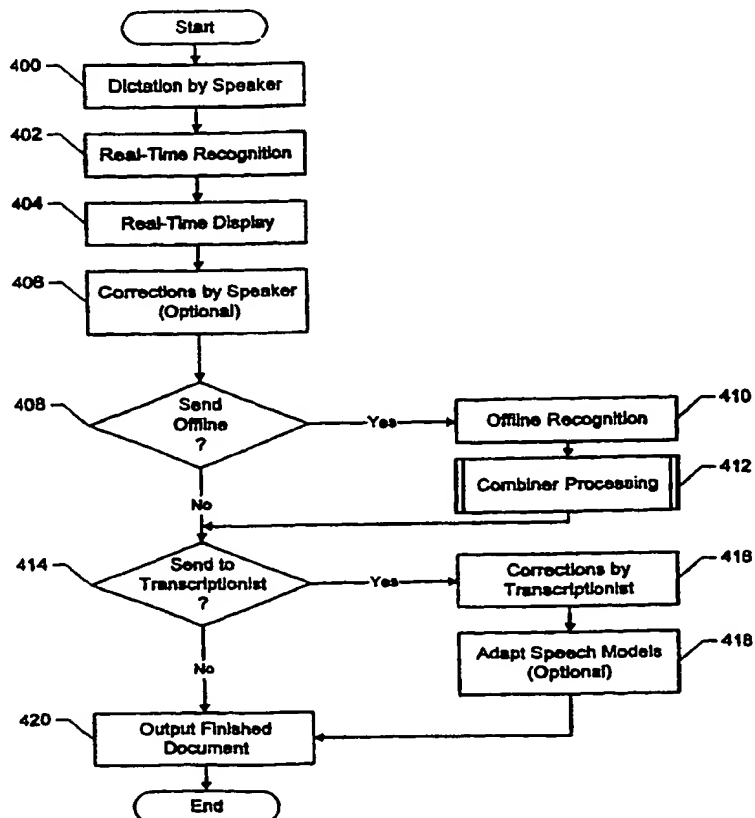 Start
400
Dictation by Speaker
402
Real-Time Recognition
404
Real-Time Display
406
Corrections by Speaker
(Optional)
408
Send
Offline
?
Yes
410
Offline Recognition
412
Combiner Processing
No
414
Send to
Transcriptionist
?
Yes
416
Corrections by
Transcriptionist
418
Adapt Speech Models
(Optional)
No
420
Output Finished
Document
End